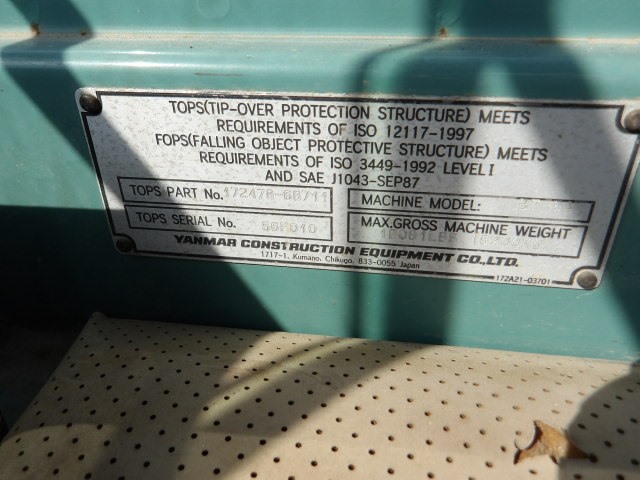 TOPS(TIP-OVER PROTECTION STRUCTURE) MEETS
REQUIREMENTS OF ISO 12117-1997
FOPS(FALLING OBJECT PROTECTIVE STRUCTURE) MEETS
REQUIREMENTS OF ISO 3449-1992 LEVEL I
AND SAE J1043-SEP87
TOPS PART No.
MACHINE MODEL:
TOPS SERIAL No.
MAX.GROSS MACHINE WEIGHT
YANMAR CONSTRUCTION EQUIPMENT CO.,LTD.
1717-1, Kumano, Chikugo, 833-0055 Japan
172A21-03701